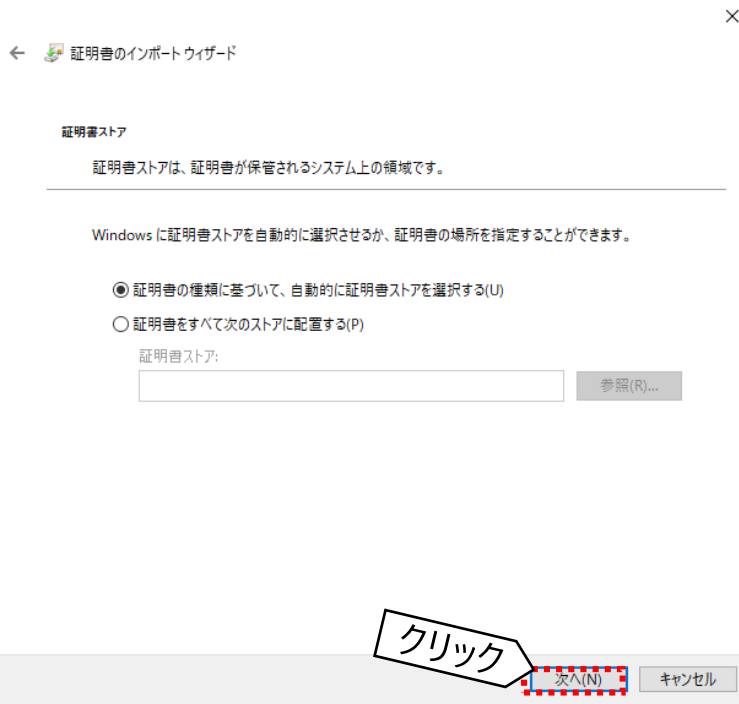 証明書のインポート ウィザード
証明書ストア
証明書ストアは、証明書が保管されるシステム上の領域です。
Windows に証明書ストアを自動的に選択させるか、証明書の場所を指定することができます。
証明書の種類に基づいて、自動的に証明書ストアを選択する(U)
証明書をすべて次のストアに配置する(P)
証明書ストア:
参照(R)...
クリック
次へ(N)
キャンセル